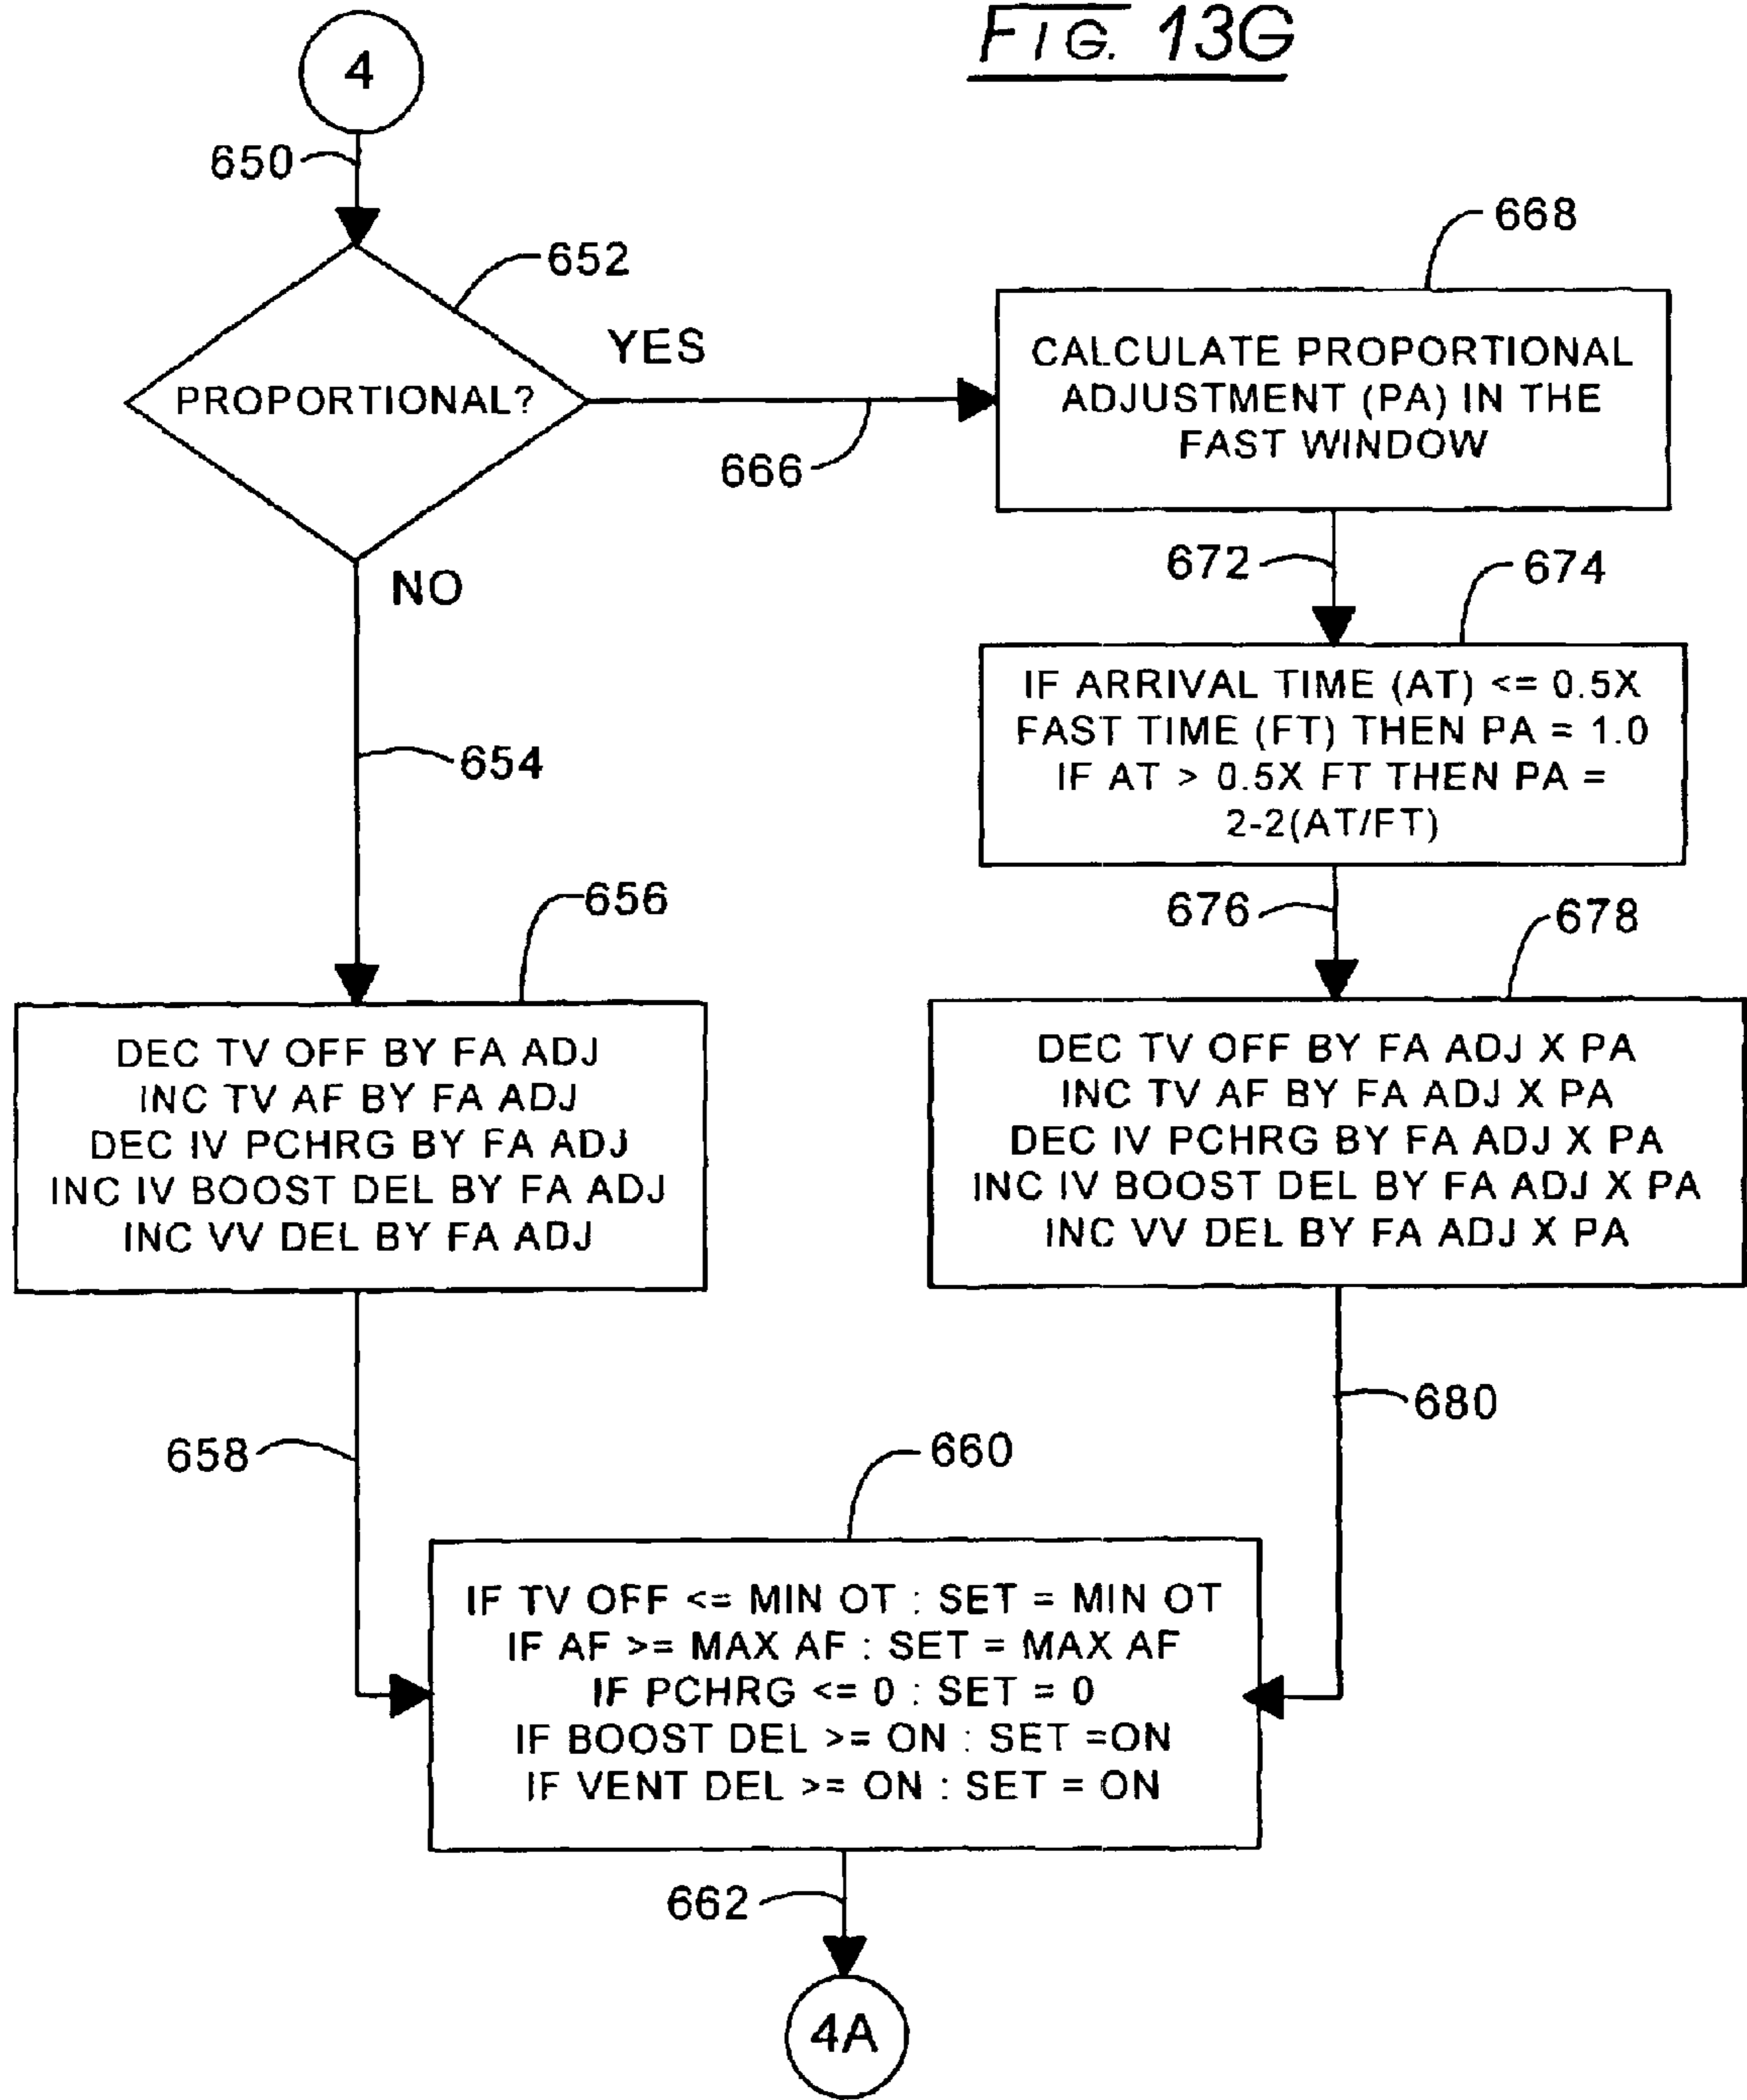 FIG. 13G
4
650
652
PROPORTIONAL?
YES
666
668
CALCULATE PROPORTIONAL
ADJUSTMENT (PA) IN THE
FAST WINDOW
NO
654
672
674
IF ARRIVAL TIME (AT) <= 0.5X
FAST TIME (FT) THEN PA = 1.0
IF AT > 0.5X FT THEN PA =
2-2(AT/FT)
656
DEC TV OFF BY FA ADJ
INC TV AF BY FA ADJ
DEC IV PCHRG BY FA ADJ
INC IV BOOST DEL BY FA ADJ
INC VV DEL BY FA ADJ
676
678
DEC TV OFF BY FA ADJ X PA
INC TV AF BY FA ADJ X PA
DEC IV PCHRG BY FA ADJ X PA
INC IV BOOST DEL BY FA ADJ X PA
INC VV DEL BY FA ADJ X PA
658
680
660
IF TV OFF <= MIN OT : SET = MIN OT
IF AF >= MAX AF : SET = MAX AF
IF PCHRG <= 0 : SET = 0
IF BOOST DEL >= ON : SET =ON
IF VENT DEL >= ON : SET = ON
662
4A